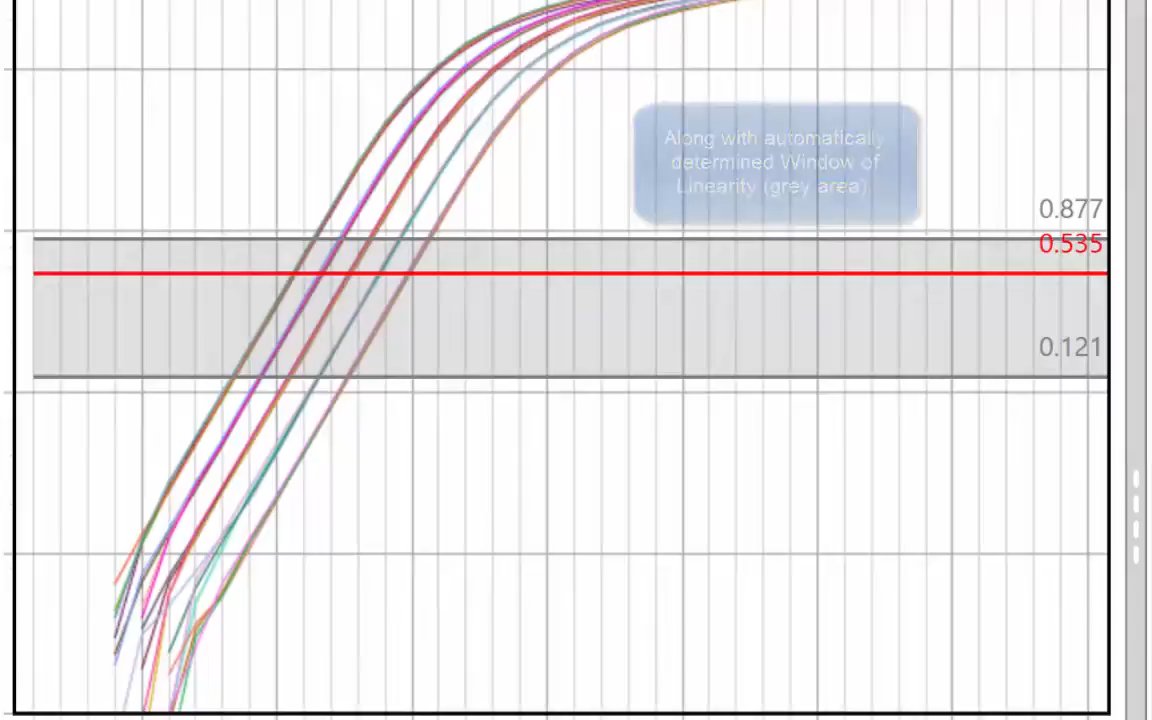 Along with automatically
determined Window of
Linearity (grey area)
0.877
0.535
0.121